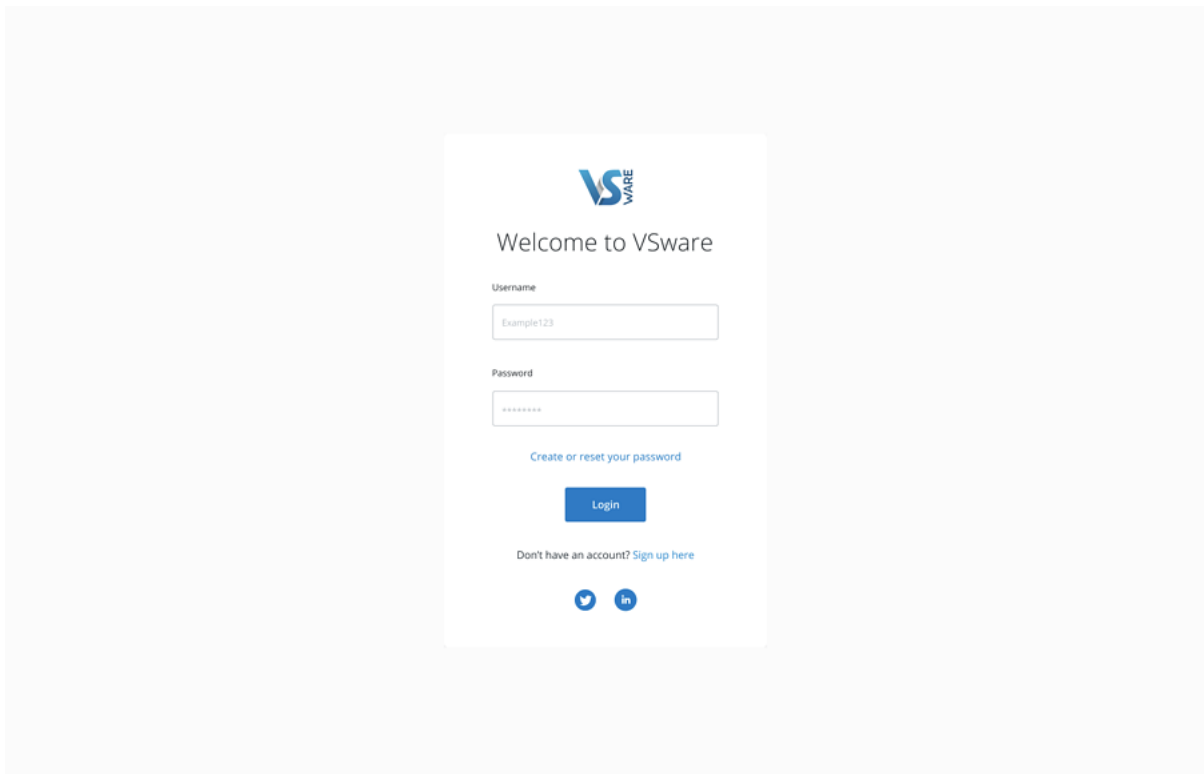 VS WARE
Welcome to VSware
Username
Example123
Password
********
Create or reset your password
Login
Don't have an account? Sign up here
in